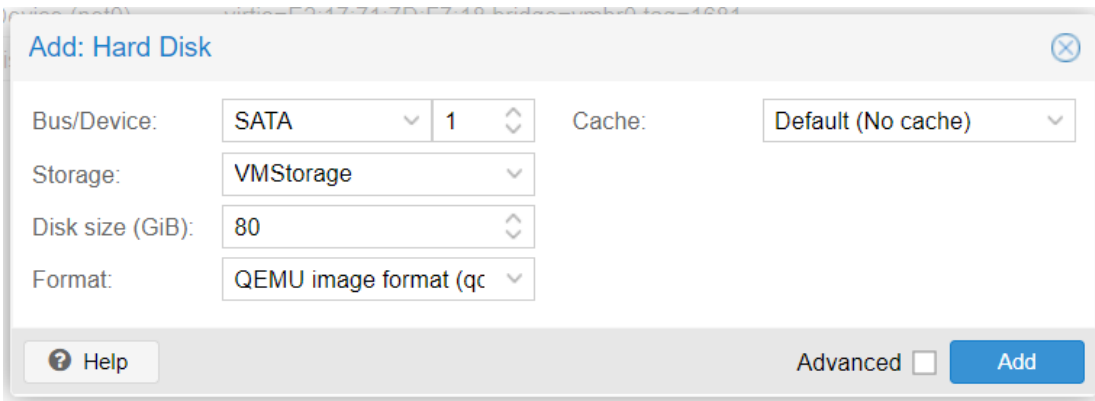 Add: Hard Disk
Bus/Device: SATA 1 Cache: Default (No cache)
Storage: VMStorage
Disk size (GiB): 80
Format: QEMU image format (qc
Help Advanced Add